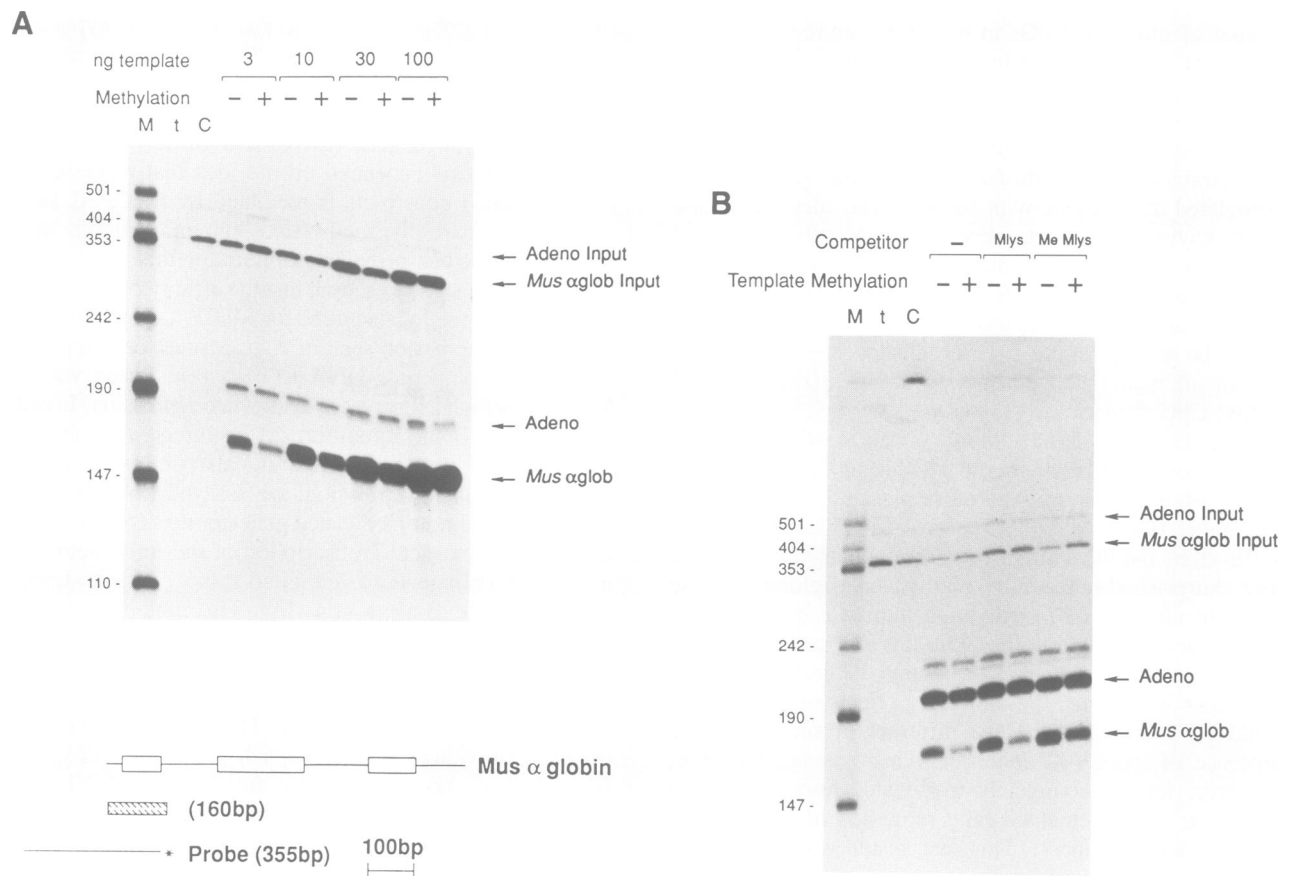 A
ng template 3 10 30 100
Methylation – + – + – + – +
M t C
501 -
404 -
353 -
242 -
190 -
147 -
110 -
← Adeno Input
← Mus αglob Input
← Adeno
← Mus αglob
Mus α globin
(160bp)
* Probe (355bp)
100bp
B
Competitor – Mlys Me Mlys
Template Methylation – + – + – +
M t C
501 -
404 -
353 -
242 -
190 -
147 -
← Adeno Input
← Mus αglob Input
← Adeno
← Mus αglob